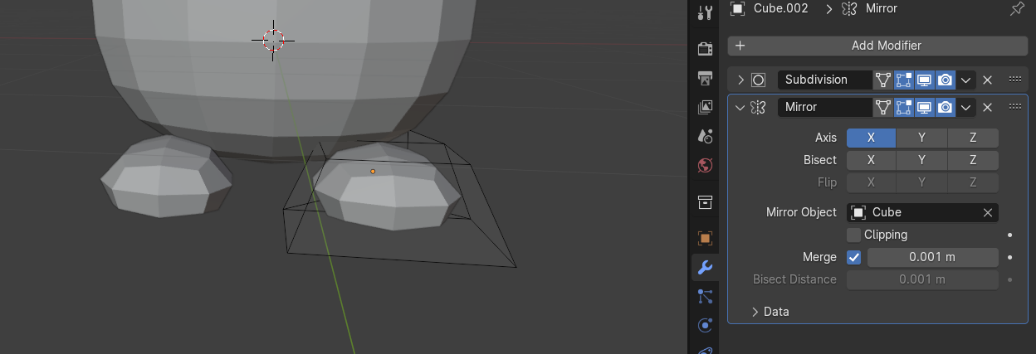 Cube.002 > Mirror
+ Add Modifier
Subdivision
Mirror
Axis X Y Z
Bisect X Y Z
Flip X Y Z
Mirror Object Cube
Clipping
Merge 0.001 m
Bisect Distance 0.001 m
Data